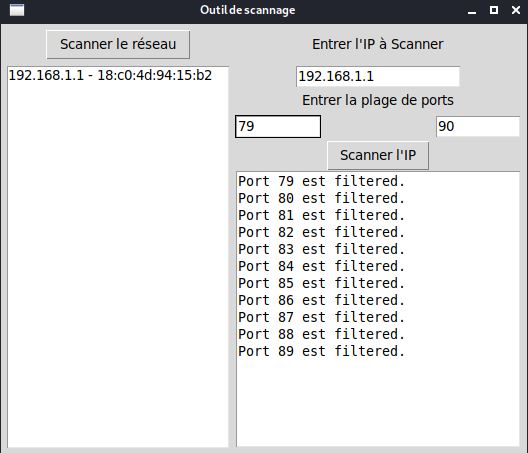 Outil de scannage
Scanner le réseau
192.168.1.1 - 18:c0:4d:94:15:b2
Entrer l'IP à Scanner
192.168.1.1
Entrer la plage de ports
79
90
Scanner l'IP
Port 79 est filtered.
Port 80 est filtered.
Port 81 est filtered.
Port 82 est filtered.
Port 83 est filtered.
Port 84 est filtered.
Port 85 est filtered.
Port 86 est filtered.
Port 87 est filtered.
Port 88 est filtered.
Port 89 est filtered.